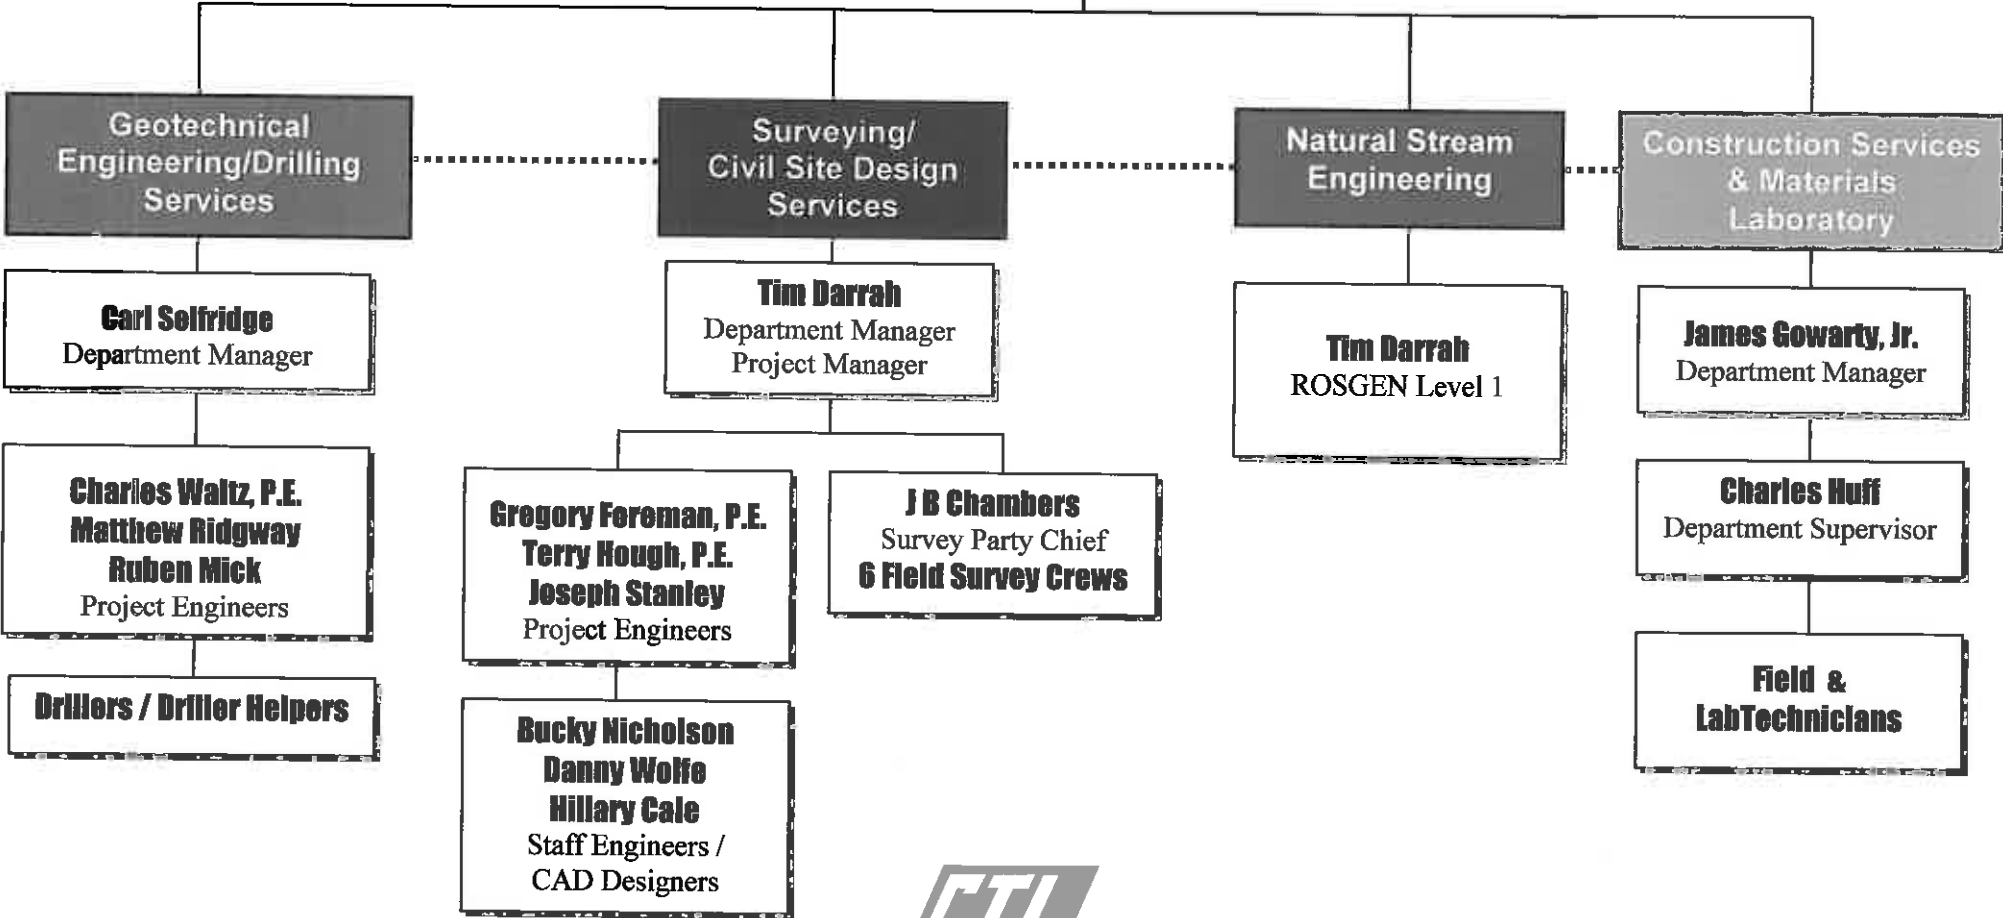 Geotechnical
Engineering/Drilling
Services
Surveying/
Civil Site Design
Services
Natural Stream
Engineering
Construction Services
& Materials
Laboratory
Carl Selfridge
Department Manager
Charles Waltz, P.E.
Matthew Ridgway
Ruben Mick
Project Engineers
Drillers / Driller Helpers
Tim Darrah
Department Manager
Project Manager
Gregory Foreman, P.E.
Terry Hough, P.E.
Joseph Stanley
Project Engineers
Bucky Nicholson
Danny Wolfe
Hillary Cale
Staff Engineers /
CAD Designers
J B Chambers
Survey Party Chief
6 Field Survey Crews
Tim Darrah
ROSGEN Level 1
James Gowarty, Jr.
Department Manager
Charles Huff
Department Supervisor
Field &
LabTechnicians
CTL